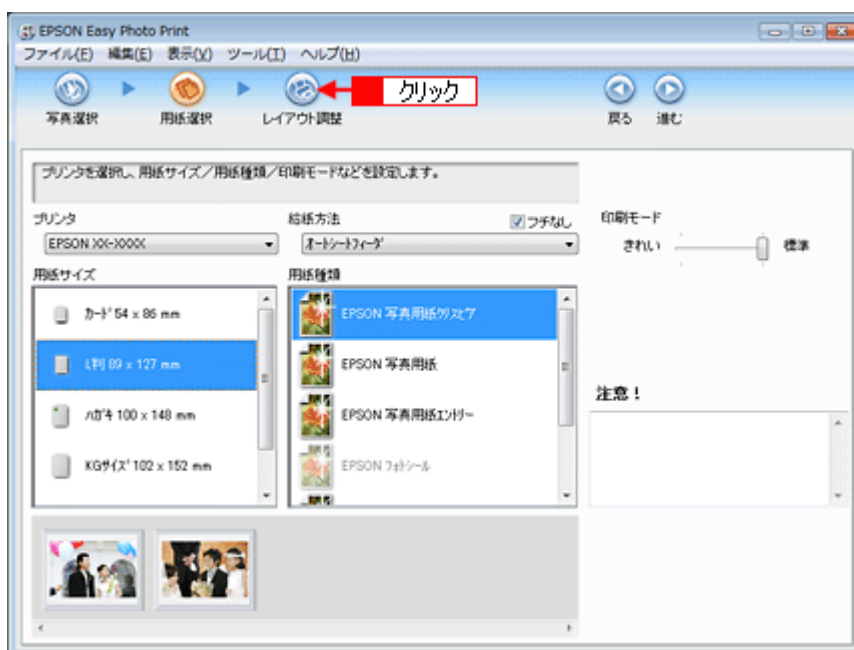 EPSON Easy Photo Print
ファイル(F) 編集(E) 表示(V) ツール(T) ヘルプ(H)
クリック
写真選択 用紙選択 レイアウト調整 戻る 進む
プリンタを選択し、用紙サイズ／用紙種類／印刷モードなどを設定します。
プリンタ 給紙方法 フチなし 印刷モード
EPSON XX-XXXX オートシートフィーダ きれい 標準
用紙サイズ 用紙種類
カード 54 x 86 mm EPSON 写真用紙クリスピア
L判 89 x 127 mm EPSON 写真用紙
注意！
ハガキ 100 x 148 mm EPSON 写真用紙エントリー
KGサイズ 102 x 152 mm EPSON フォトシール